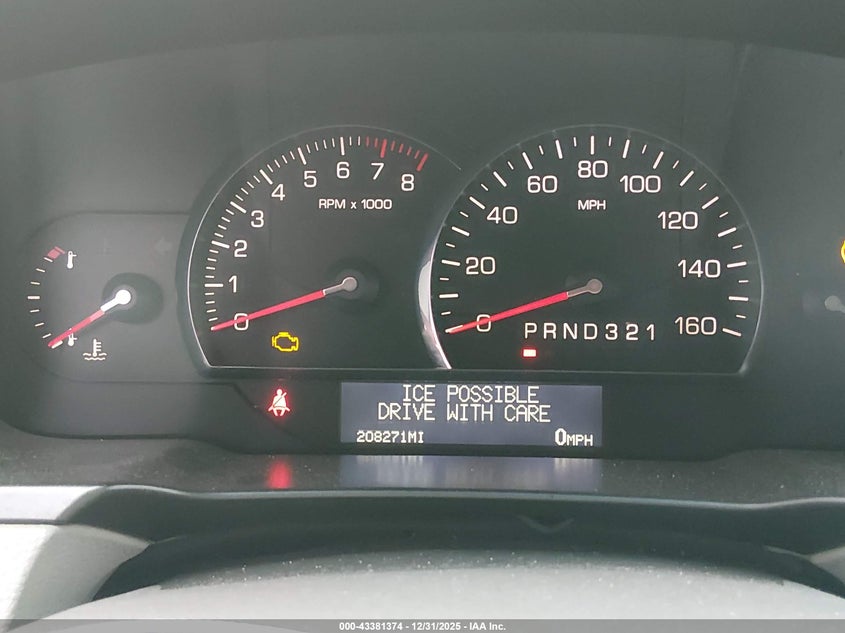 0 1 2 3 4 5 6 7 8
RPM x 1000
0 20 40 60 80 100 120 140 160
MPH
PRND321
ICE POSSIBLE
DRIVE WITH CARE
208271MI 0MPH
000-43381374 - 12/31/2025 - IAA Inc.